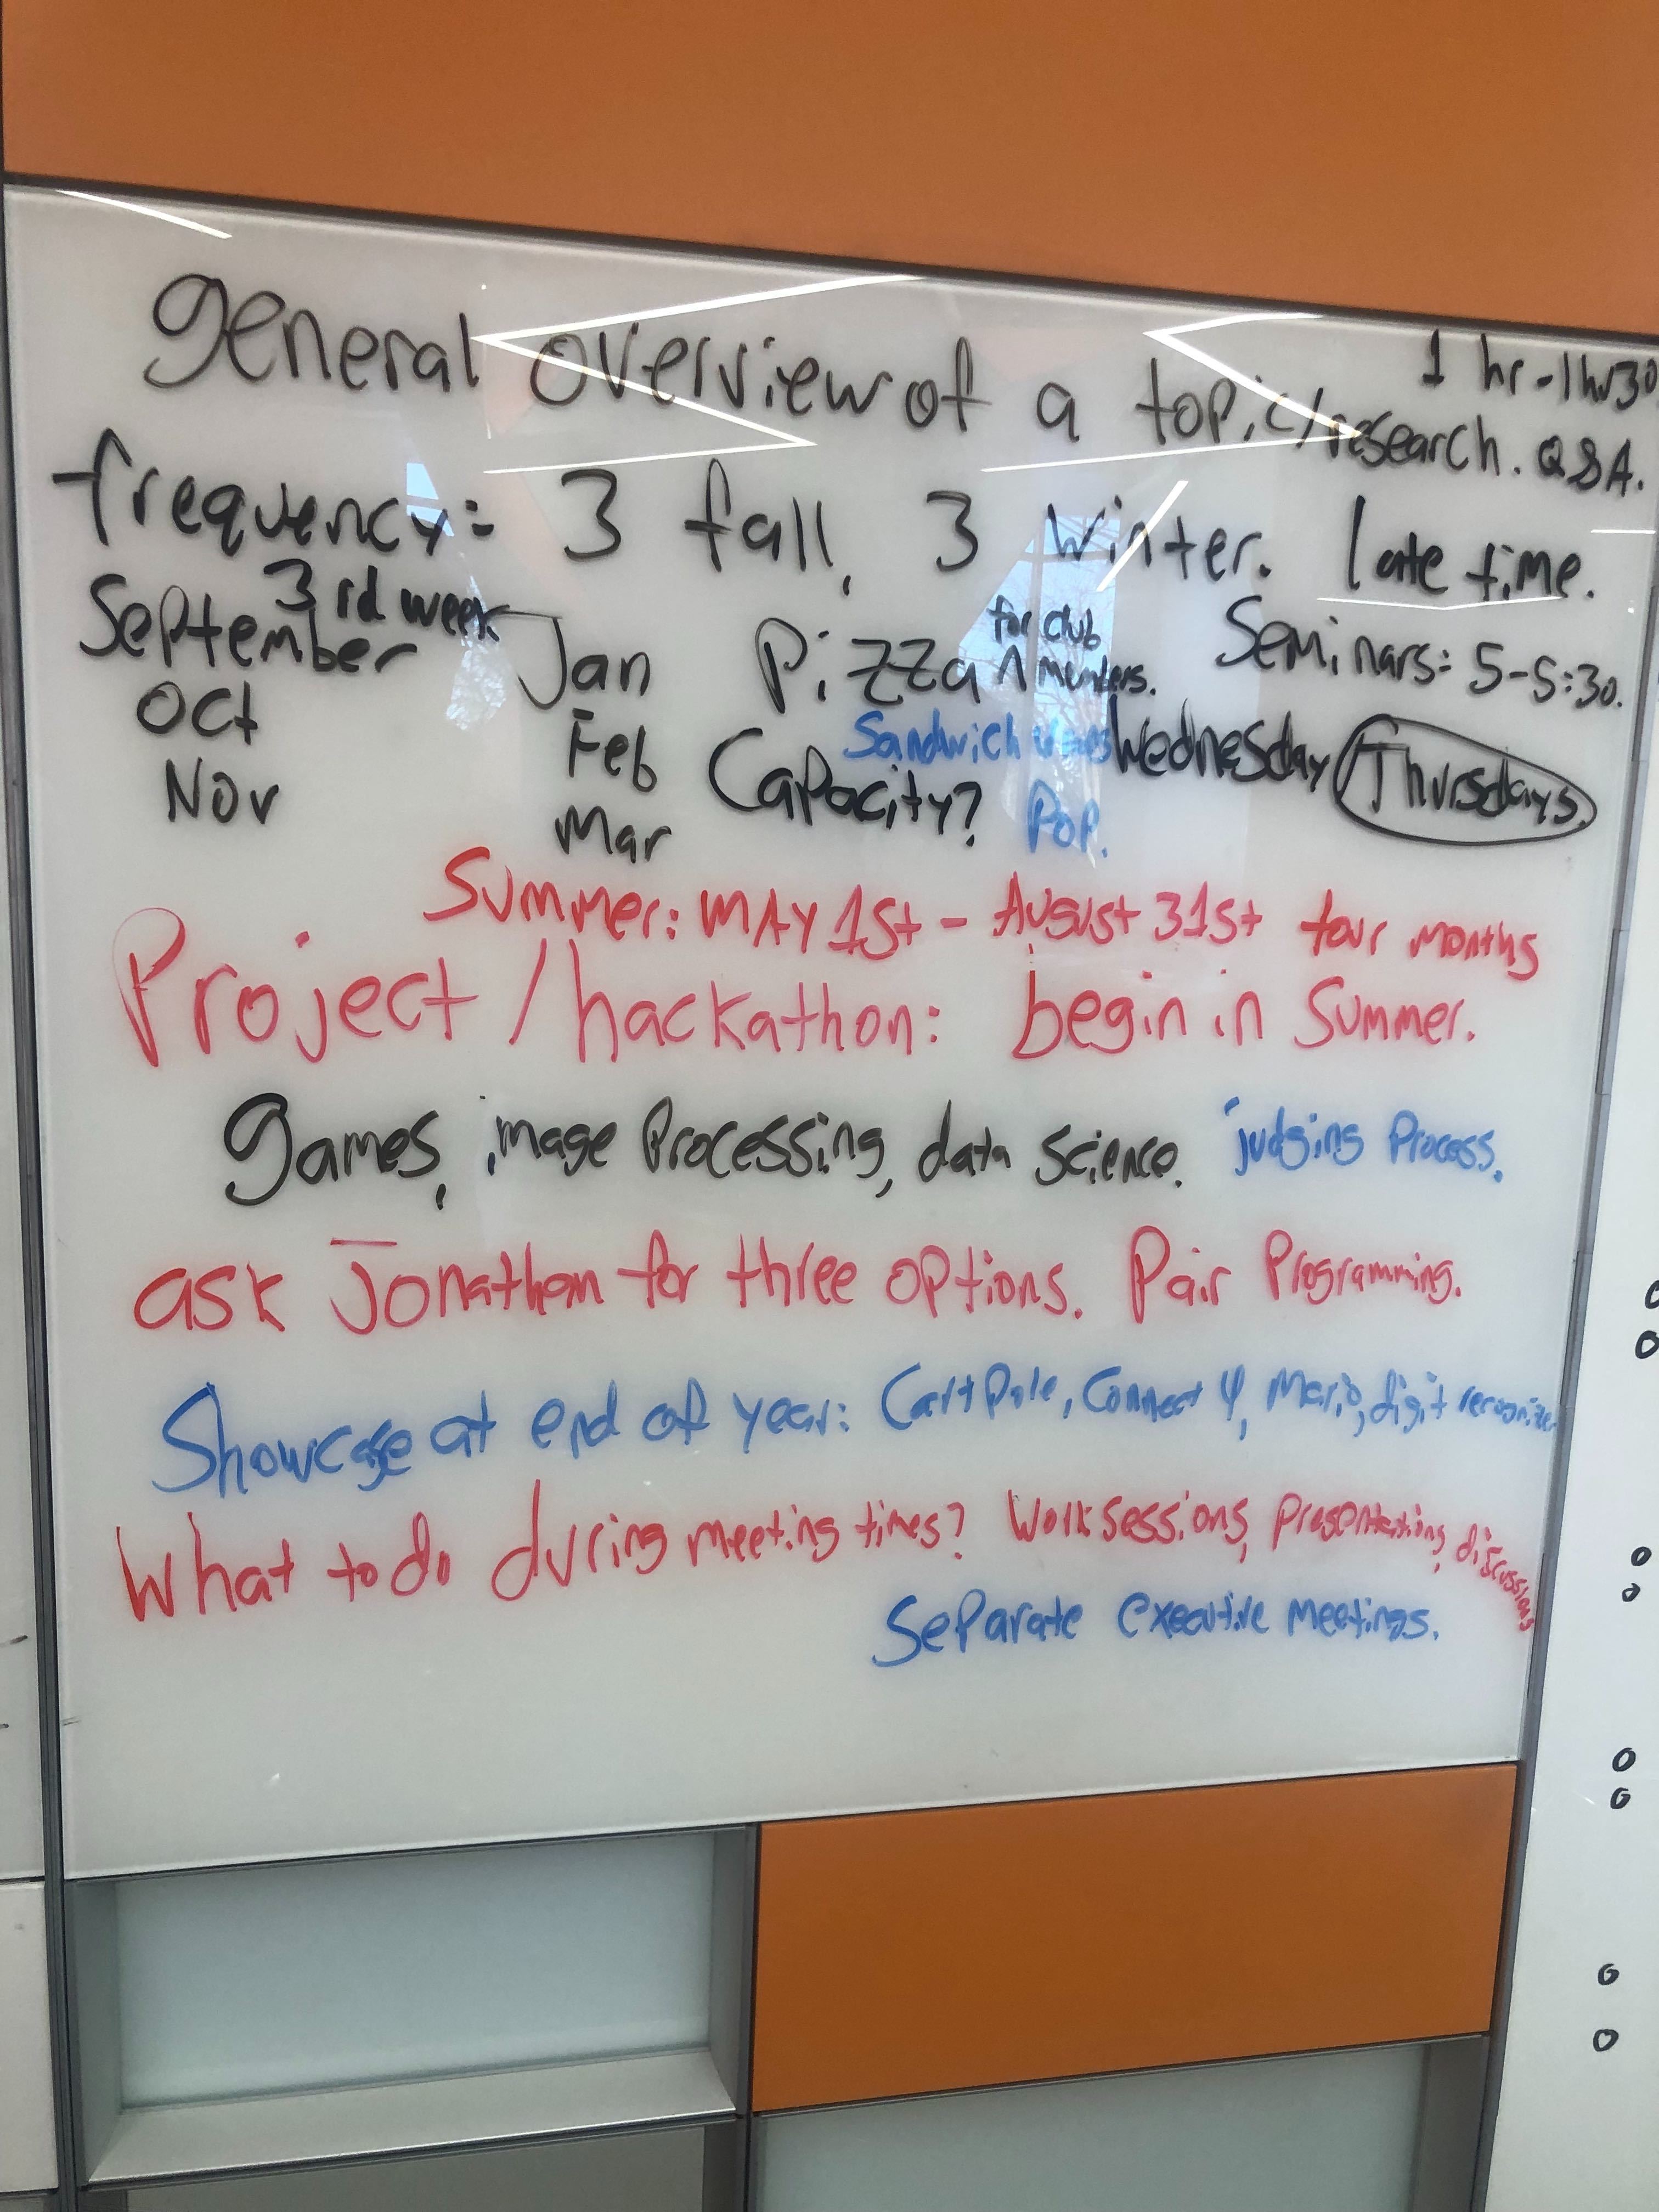 1 hr - 1hr30
general overview of a topic/research. Q&A.
frequency: 3 fall, 3 winter. late time.
3rd week
for club
September Jan Pizza ^ members. Seminars: 5-5:30.
Oct Feb Sandwich Wednesday/Thursdays.
Nov Mar Capacity? Pop.
Summer: MAY 1st - August 31st four months
Project/hackathon: begin in summer.
games, image processing, data science. judging process.
ask Jonathan for three options. Pair Programming.
Showcase at end of year: CartPole, Connect 4, Mario, digit recognizer
What to do during meeting times? Work sessions, presentations, discussions
Separate executive meetings.